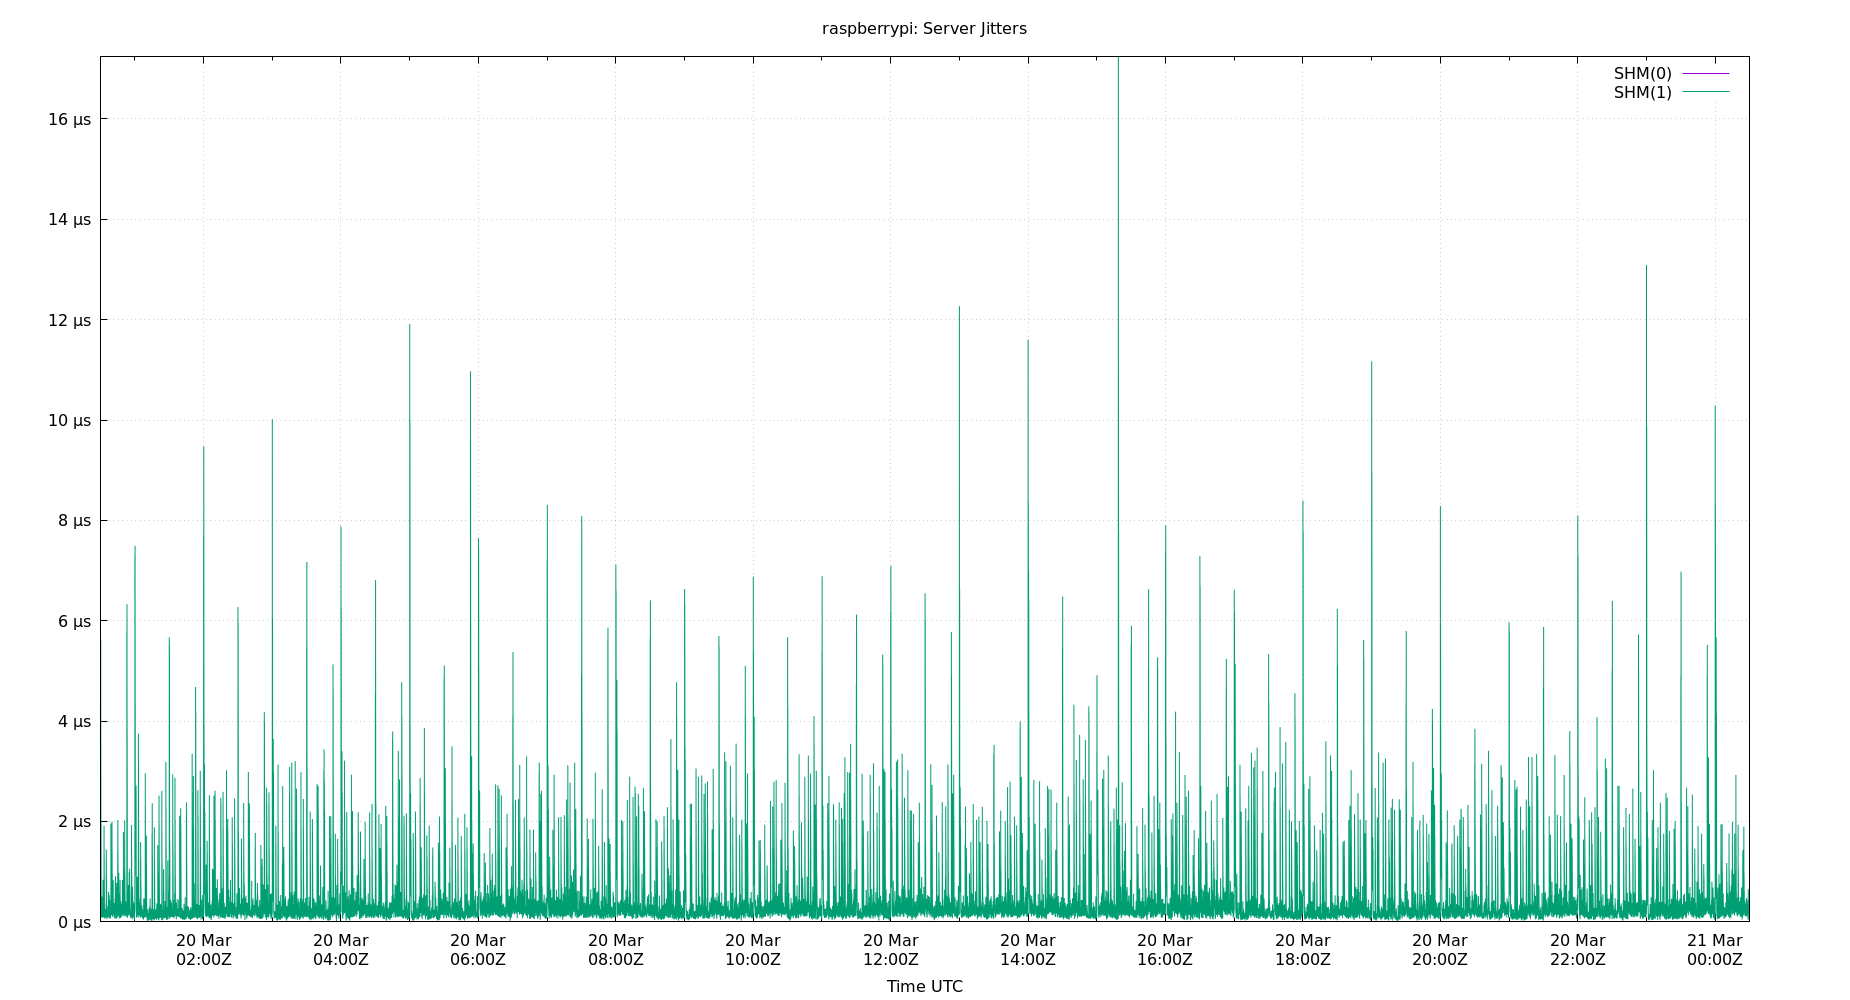 raspberrypi: Server Jitters
SHM(0)
SHM(1)
16 µs
14 µs
12 µs
10 µs
8 µs
6 µs
4 µs
2 µs
0 µs
20 Mar 20 Mar 20 Mar 20 Mar 20 Mar 20 Mar 20 Mar 20 Mar 20 Mar 20 Mar 20 Mar 21 Mar
02:00Z 04:00Z 06:00Z 08:00Z 10:00Z 12:00Z 14:00Z 16:00Z 18:00Z 20:00Z 22:00Z 00:00Z
Time UTC